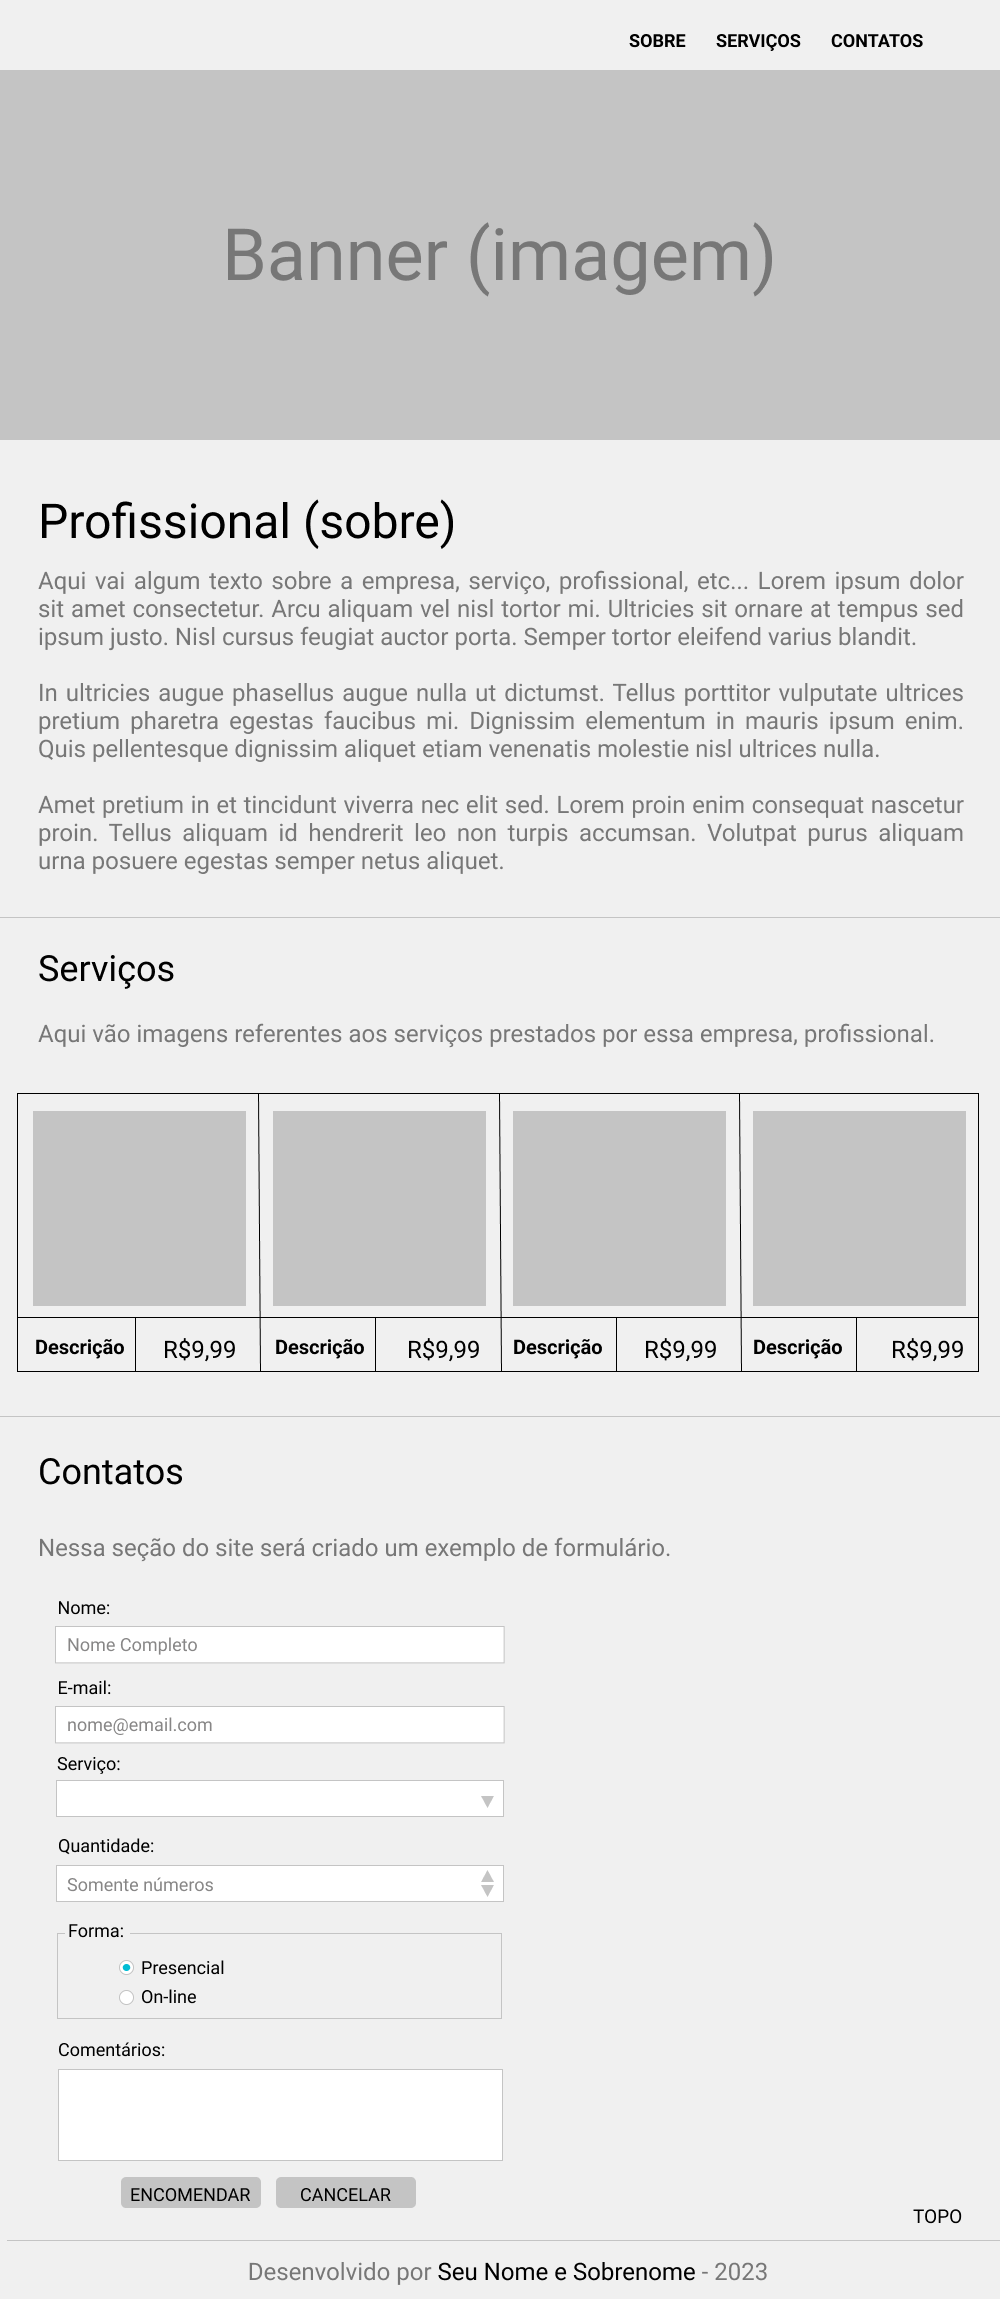 SOBRE SERVIÇOS CONTATOS
Banner (imagem)
Profissional (sobre)
Aqui vai algum texto sobre a empresa, serviço, profissional, etc... Lorem ipsum dolor
sit amet consectetur. Arcu aliquam vel nisl tortor mi. Ultricies sit ornare at tempus sed
ipsum justo. Nisl cursus feugiat auctor porta. Semper tortor eleifend varius blandit.
In ultricies augue phasellus augue nulla ut dictumst. Tellus porttitor vulputate ultrices
pretium pharetra egestas faucibus mi. Dignissim elementum in mauris ipsum enim.
Quis pellentesque dignissim aliquet etiam venenatis molestie nisl ultrices nulla.
Amet pretium in et tincidunt viverra nec elit sed. Lorem proin enim consequat nascetur
proin. Tellus aliquam id hendrerit leo non turpis accumsan. Volutpat purus aliquam
urna posuere egestas semper netus aliquet.
Serviços
Aqui vão imagens referentes aos serviços prestados por essa empresa, profissional.
Descrição R$9,99 Descrição R$9,99 Descrição R$9,99 Descrição R$9,99
Contatos
Nessa seção do site será criado um exemplo de formulário.
Nome:
Nome Completo
E-mail:
nome@email.com
Serviço:
Quantidade:
Somente números
Forma:
Presencial
On-line
Comentários:
ENCOMENDAR CANCELAR
TOPO
Desenvolvido por Seu Nome e Sobrenome - 2023